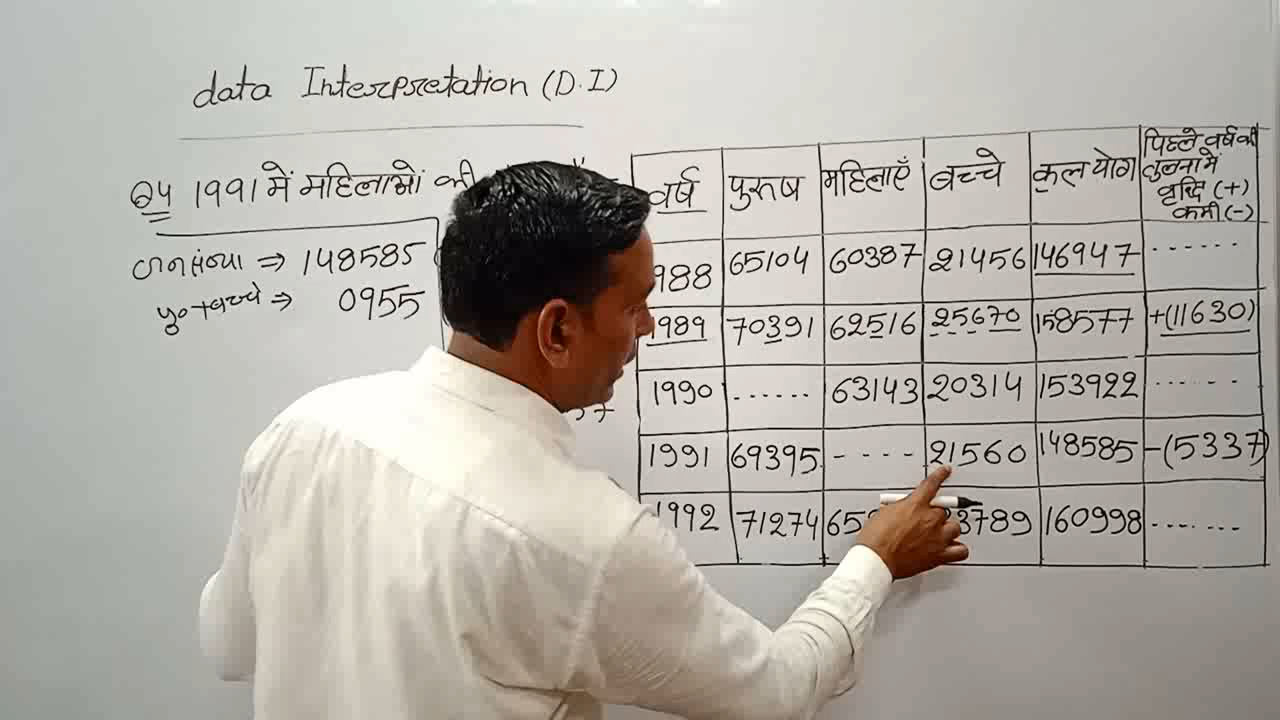 data Interpretation (D.I)
Q4 1991 में महिलाओं की
जनसंख्या ⇒ 148585
पु०+बच्चे ⇒ 0955
वर्ष पुरुष महिलाएँ बच्चे कुल योग पिछले वर्ष की तुलना में वृद्धि (+) कमी (-)
1988 65104 60387 21456 146947 ......
1989 70391 62516 25670 158577 +(11630)
1990 ...... 63143 20314 153922 ......
1991 69395 - - - - 21560 148585 -(5337)
1992 71274 3789 160998 ......